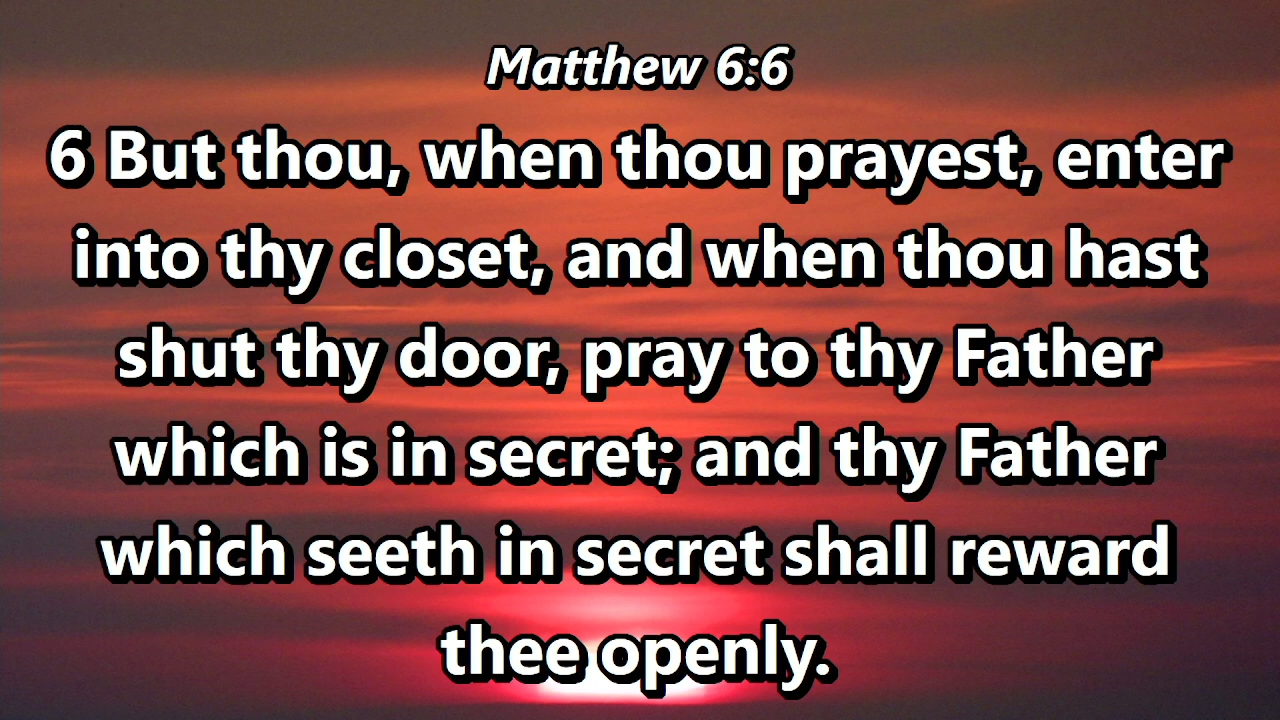 Matthew 6:6
6 But thou, when thou prayest, enter
into thy closet, and when thou hast
shut thy door, pray to thy Father
which is in secret; and thy Father
which seeth in secret shall reward
thee openly.